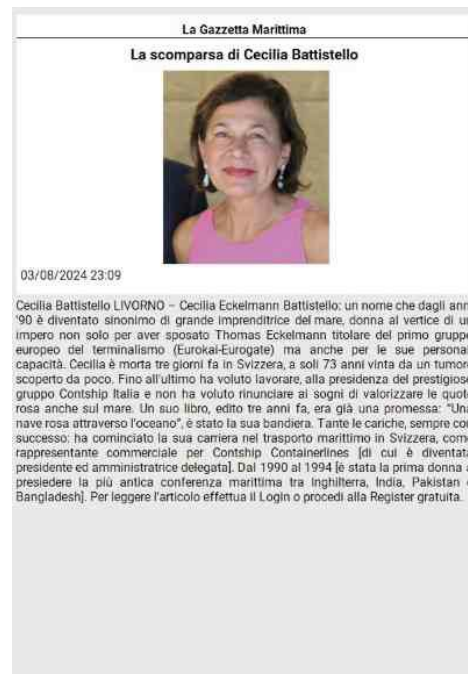 La Gazzetta Marittima
La scomparsa di Cecilia Battistello
03/08/2024 23:09
Cecilia Battistello LIVORNO – Cecilia Eckelmann Battistello: un nome che dagli ann
'90 è diventato sinonimo di grande imprenditrice del mare, donna al vertice di un
impero non solo per aver sposato Thomas Eckelmann titolare del primo gruppo
europeo del terminalismo (Eurokai-Eurogate) ma anche per le sue personal
capacità. Cecilia è morta tre giorni fa in Svizzera, a soli 73 anni vinta da un tumore
scoperto da poco. Fino all'ultimo ha voluto lavorare, alla presidenza del prestigioso
gruppo Contship Italia e non ha voluto rinunciare ai sogni di valorizzare le quote
rosa anche sul mare. Un suo libro, edito tre anni fa, era già una promessa: "Una
nave rosa attraverso l'oceano", è stato la sua bandiera. Tante le cariche, sempre con
successo: ha cominciato la sua carriera nel trasporto marittimo in Svizzera, come
rappresentante commerciale per Contship Containerlines [di cui è diventata
presidente ed amministratrice delegata]. Dal 1990 al 1994 [è stata la prima donna a
presiedere la più antica conferenza marittima tra Inghilterra, India, Pakistan e
Bangladesh]. Per leggere l'articolo effettua il Login o procedi alla Register gratuita.